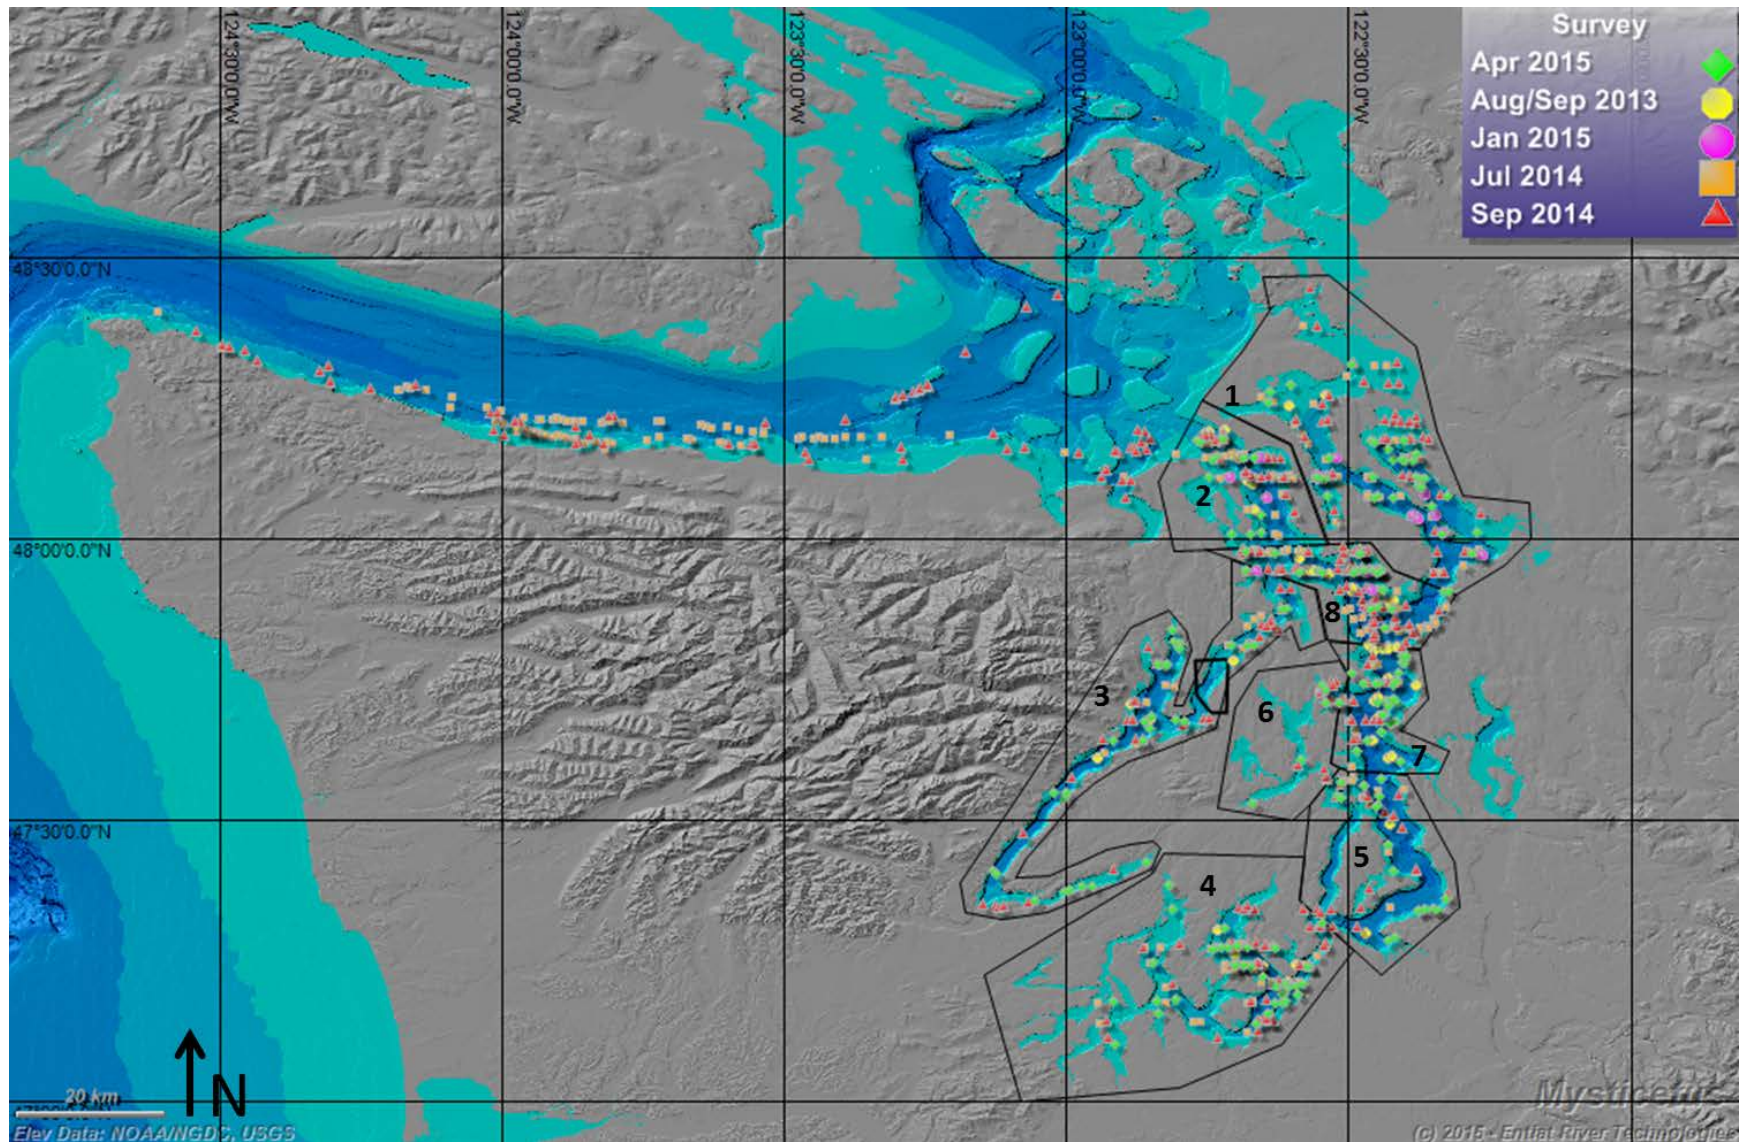 124°30'0.0"W
124°0'0.0"W
123°30'0.0"W
123°0'0.0"W
122°30'0.0"W
Survey
Apr 2015
Aug/Sep 2013
Jan 2015
Jul 2014
Sep 2014
48°30'0.0"N
1
2
48°00'0.0"N
8
3
6
7
47°30'0.0"N
5
4
N
20 km
Mysticetus
Elev Data: NOAA/NGDC, USGS
(c) 2015 - Entiat River Technologies